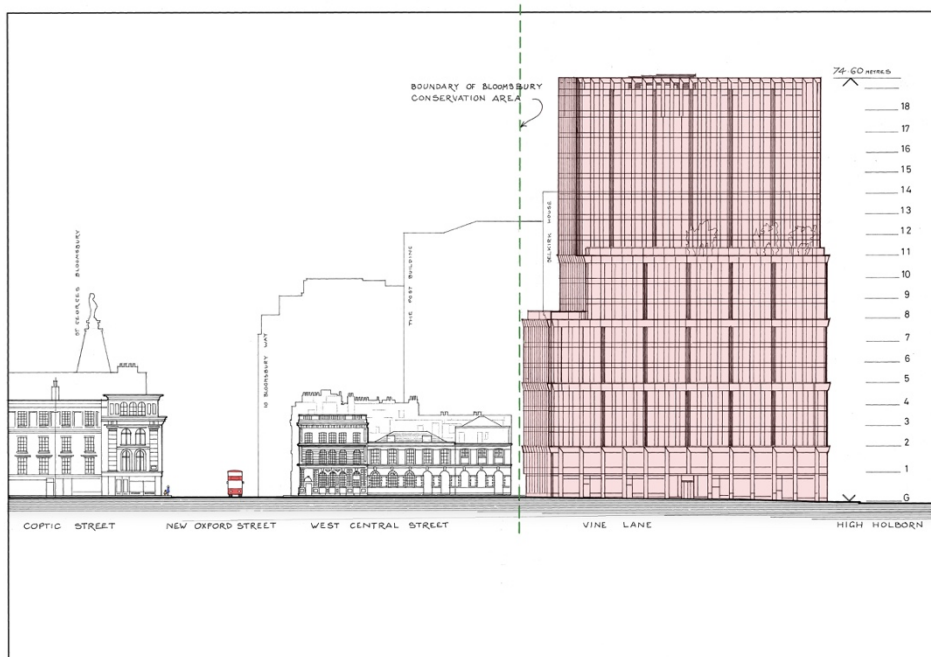 BOUNDARY OF BLOOMSBURY
CONSERVATION AREA
74.60 METRES
18
17
16
15
14
13
12
11
10
9
8
7
6
5
4
3
2
1
G
ST GEORGES BLOOMSBURY
10 BLOOMSBURY WAY
THE POST BUILDING
SELKIRK HOUSE
COPTIC STREET
NEW OXFORD STREET
WEST CENTRAL STREET
VINE LANE
HIGH HOLBORN